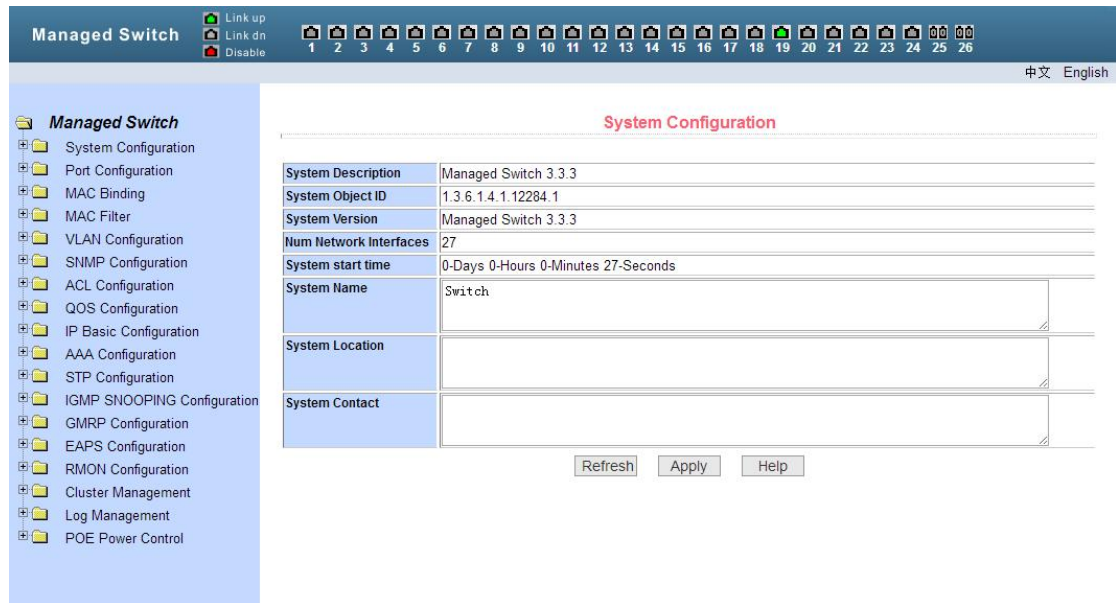 Managed Switch
Link up
Link dn
Disable
1 2 3 4 5 6 7 8 9 10 11 12 13 14 15 16 17 18 19 20 21 22 23 24 25 26
中文 English
Managed Switch
System Configuration
Port Configuration
MAC Binding
MAC Filter
VLAN Configuration
SNMP Configuration
ACL Configuration
QOS Configuration
IP Basic Configuration
AAA Configuration
STP Configuration
IGMP SNOOPING Configuration
GMRP Configuration
EAPS Configuration
RMON Configuration
Cluster Management
Log Management
POE Power Control
System Configuration
System Description Managed Switch 3.3.3
System Object ID 1.3.6.1.4.1.12284.1
System Version Managed Switch 3.3.3
Num Network Interfaces 27
System start time 0-Days 0-Hours 0-Minutes 27-Seconds
System Name Switch
System Location
System Contact
Refresh Apply Help